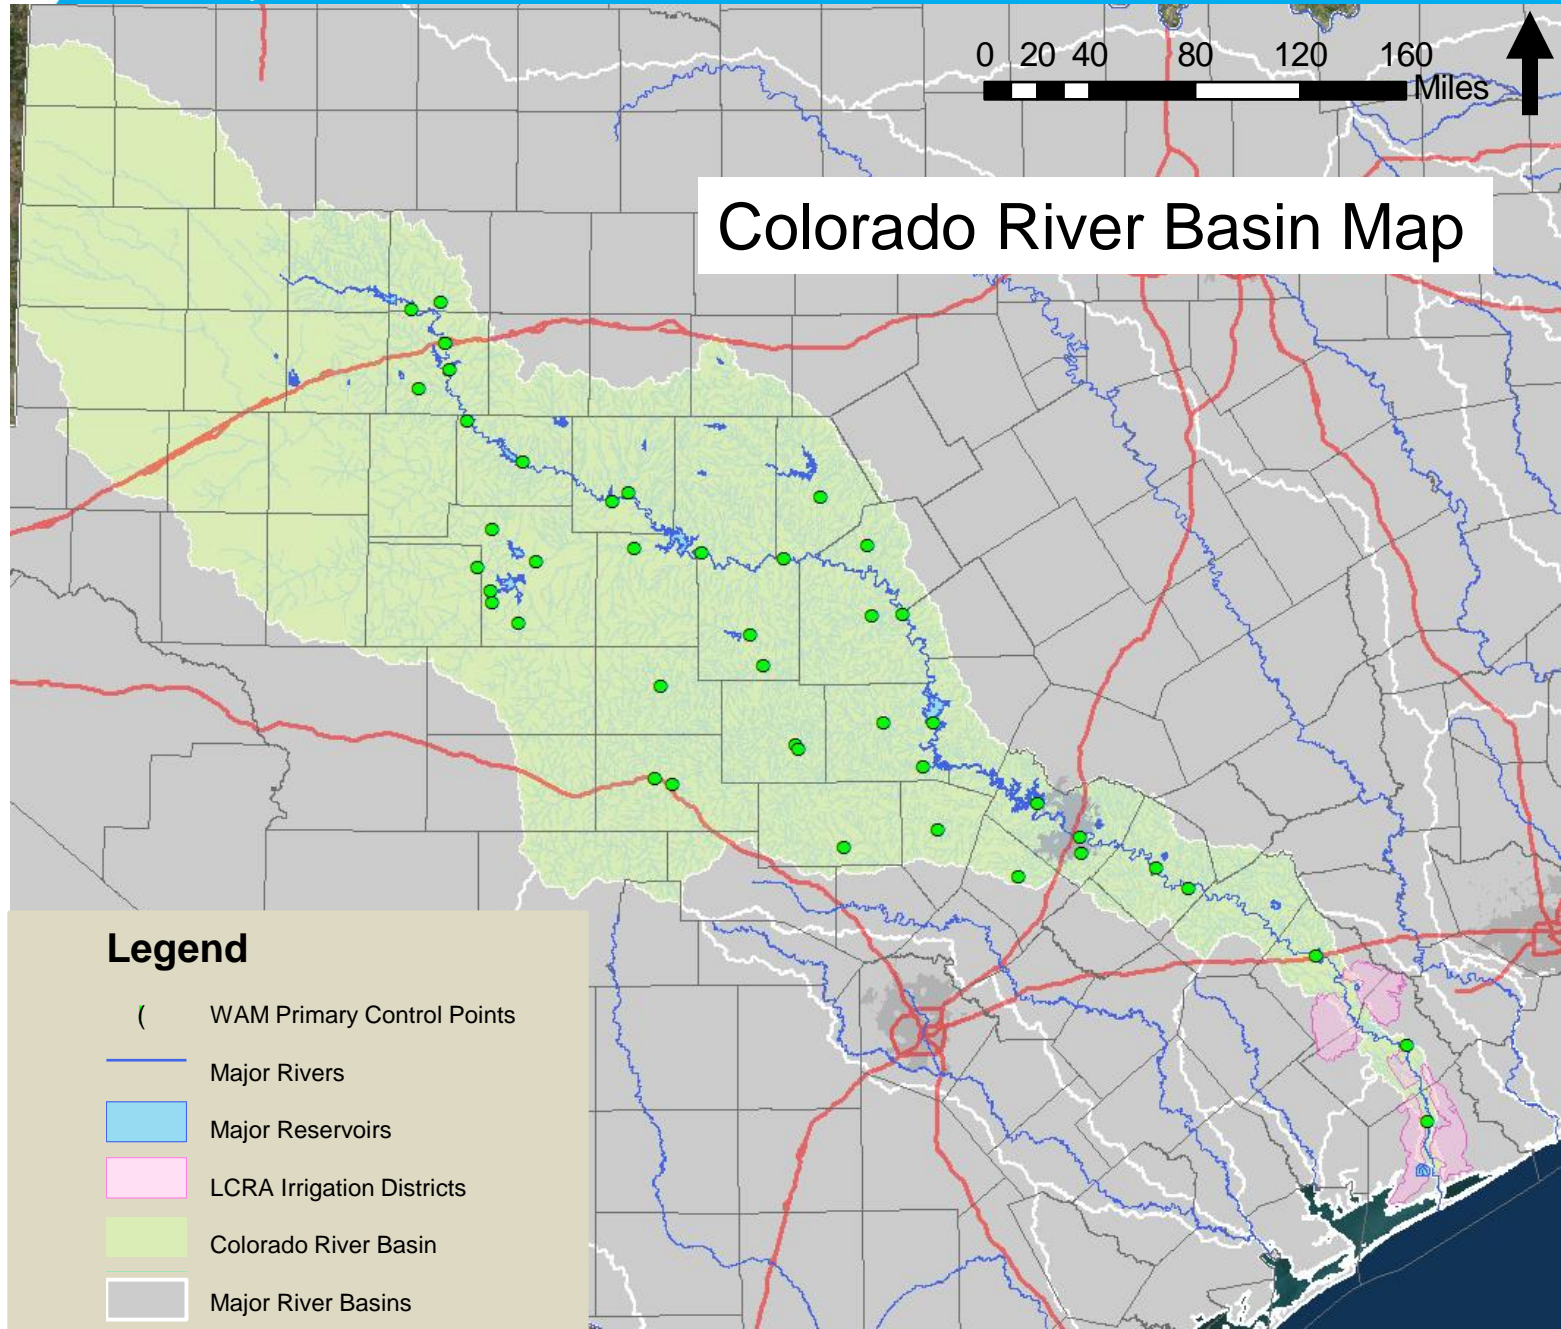 0 20 40 80 120 160
Miles
Colorado River Basin Map
Legend
( WAM Primary Control Points
Major Rivers
Major Reservoirs
LCRA Irrigation Districts
Colorado River Basin
Major River Basins